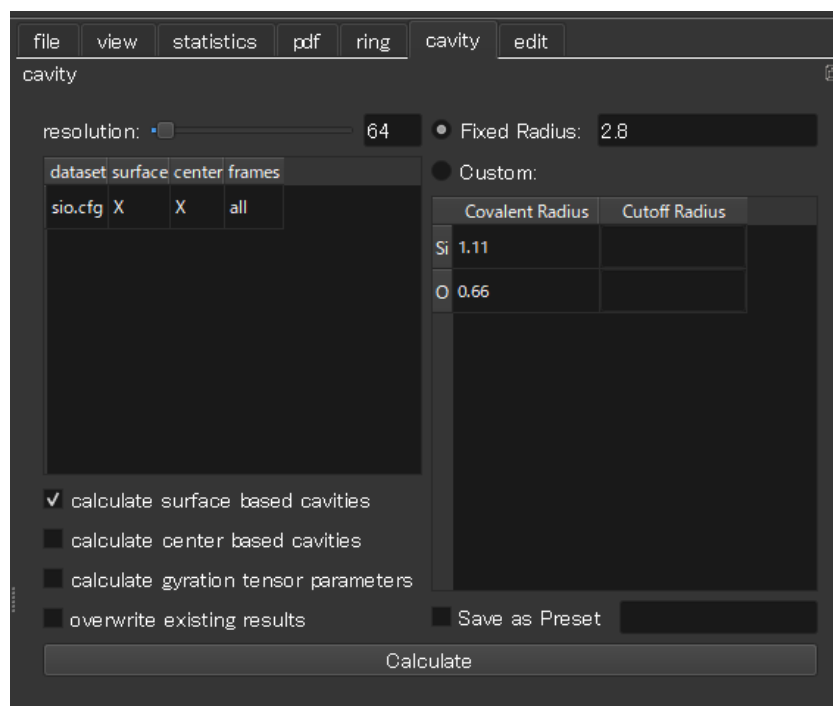 file view statistics pdf ring cavity edit
cavity
resolution: 64
dataset surface center frames
sio.cfg X X all
calculate surface based cavities
calculate center based cavities
calculate gyration tensor parameters
overwrite existing results
Fixed Radius: 2.8
Custom:
Covalent Radius Cutoff Radius
Si 1.11
O 0.66
Save as Preset
Calculate